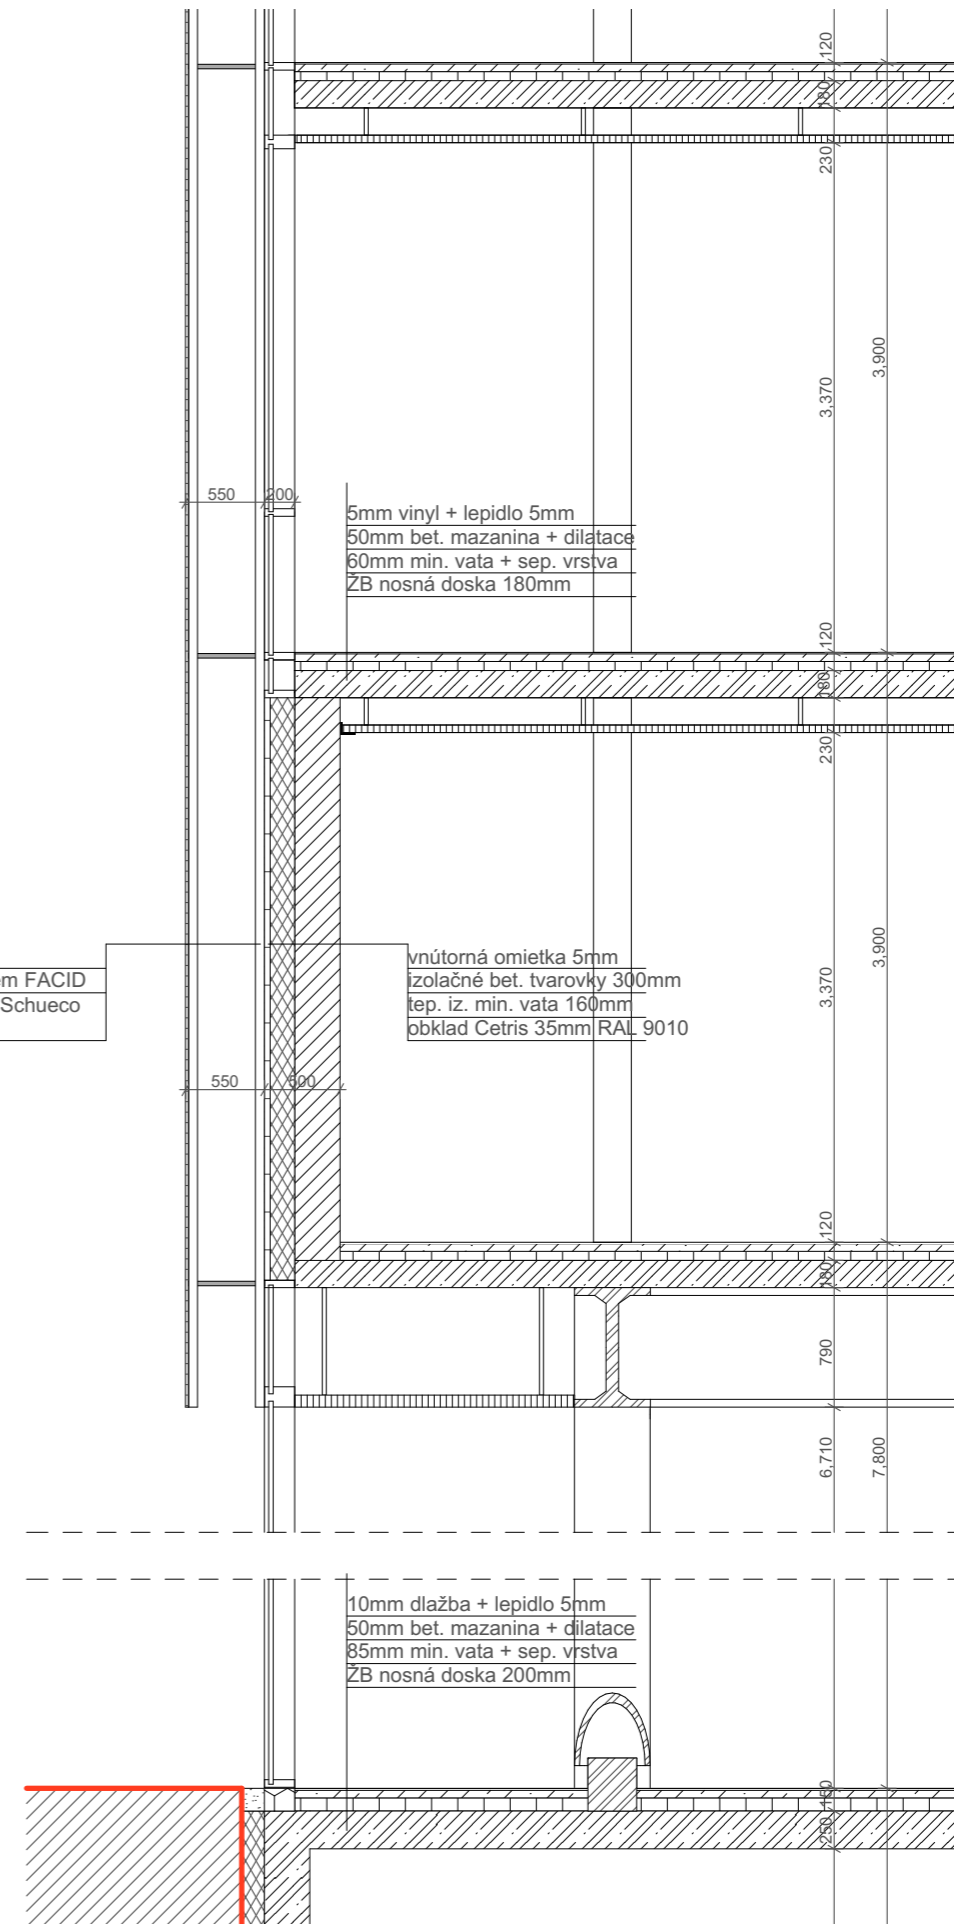 120
180
230
3,370
3,900
550
200
5mm vinyl + lepidlo 5mm
50mm bet. mazanina + dilatace
60mm min. vata + sep. vrstva
ŽB nosná doska 180mm
120
180
230
3,370
3,900
em FACID
Schueco
vnútorná omietka 5mm
izolačné bet. tvarovky 300mm
tep. iz. min. vata 160mm
obklad Cetris 35mm RAL 9010
550
500
120
180
790
6,710
7,800
10mm dlažba + lepidlo 5mm
50mm bet. mazanina + dilatace
85mm min. vata + sep. vrstva
ŽB nosná doska 200mm
150
250